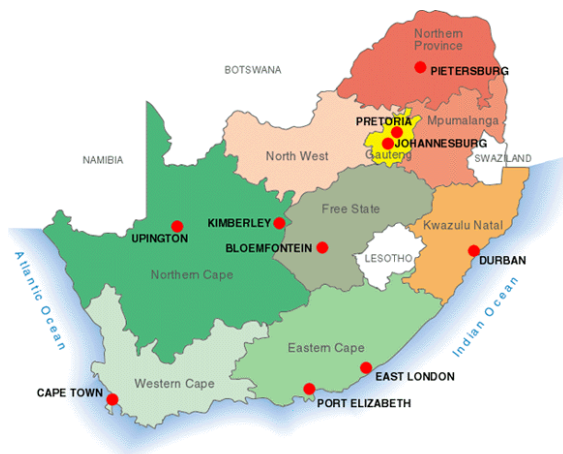 Northern
Province
BOTSWANA
PIETERSBURG
PRETORIA
Mpumalanga
JOHANNESBURG
Gauteng
North West
NAMIBIA
SWAZILAND
Free State
KIMBERLEY
Kwazulu Natal
UPINGTON
BLOEMFONTEIN
LESOTHO
DURBAN
Northern Cape
Atlantic Ocean
Indian Ocean
Eastern Cape
EAST LONDON
Western Cape
CAPE TOWN
PORT ELIZABETH